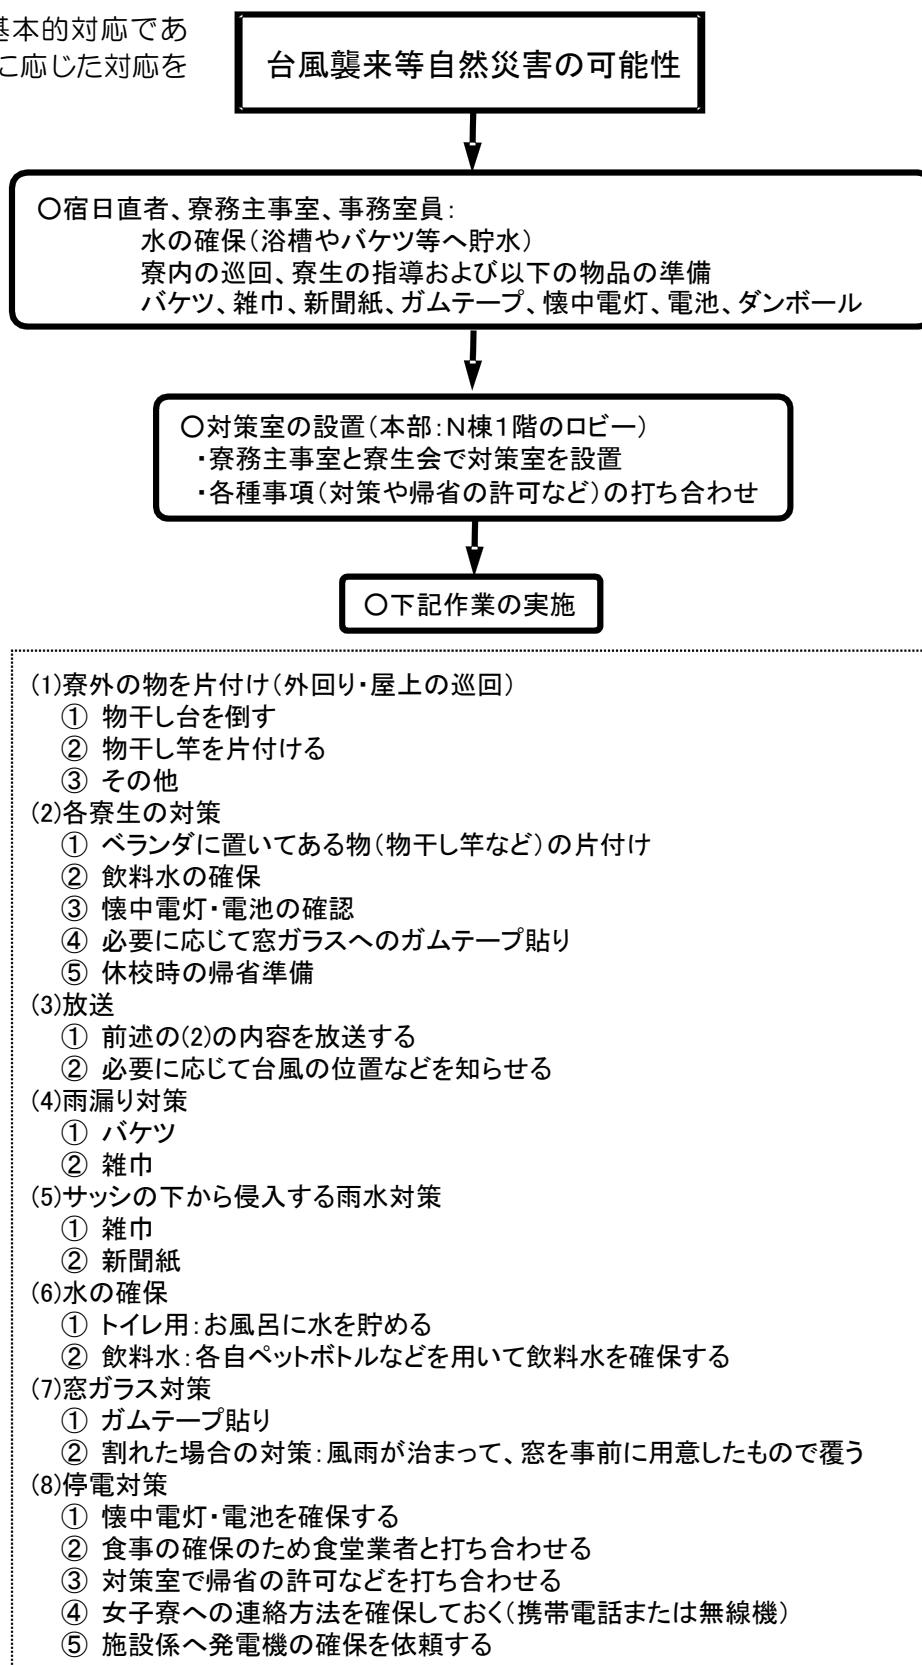 基本的対応であ
に応じた対応を
台風襲来等自然災害の可能性
○宿日直者、寮務主事室、事務室員:
水の確保(浴槽やバケツ等へ貯水)
寮内の巡回、寮生の指導および以下の物品の準備
バケツ、雑巾、新聞紙、ガムテープ、懐中電灯、電池、ダンボール
○対策室の設置(本部:N棟1階のロビー)
・寮務主事室と寮生会で対策室を設置
・各種事項(対策や帰省の許可など)の打ち合わせ
○下記作業の実施
(1)寮外の物を片付け(外回り・屋上の巡回)
① 物干し台を倒す
② 物干し竿を片付ける
③ その他
(2)各寮生の対策
① ベランダに置いてある物(物干し竿など)の片付け
② 飲料水の確保
③ 懐中電灯・電池の確認
④ 必要に応じて窓ガラスへのガムテープ貼り
⑤ 休校時の帰省準備
(3)放送
① 前述の(2)の内容を放送する
② 必要に応じて台風の位置などを知らせる
(4)雨漏り対策
① バケツ
② 雑巾
(5)サッシの下から侵入する雨水対策
① 雑巾
② 新聞紙
(6)水の確保
① トイレ用:お風呂に水を貯める
② 飲料水:各自ペットボトルなどを用いて飲料水を確保する
(7)窓ガラス対策
① ガムテープ貼り
② 割れた場合の対策:風雨が治まって、窓を事前に用意したもので覆う
(8)停電対策
① 懐中電灯・電池を確保する
② 食事の確保のため食堂業者と打ち合わせる
③ 対策室で帰省の許可などを打ち合わせる
④ 女子寮への連絡方法を確保しておく(携帯電話または無線機)
⑤ 施設係へ発電機の確保を依頼する